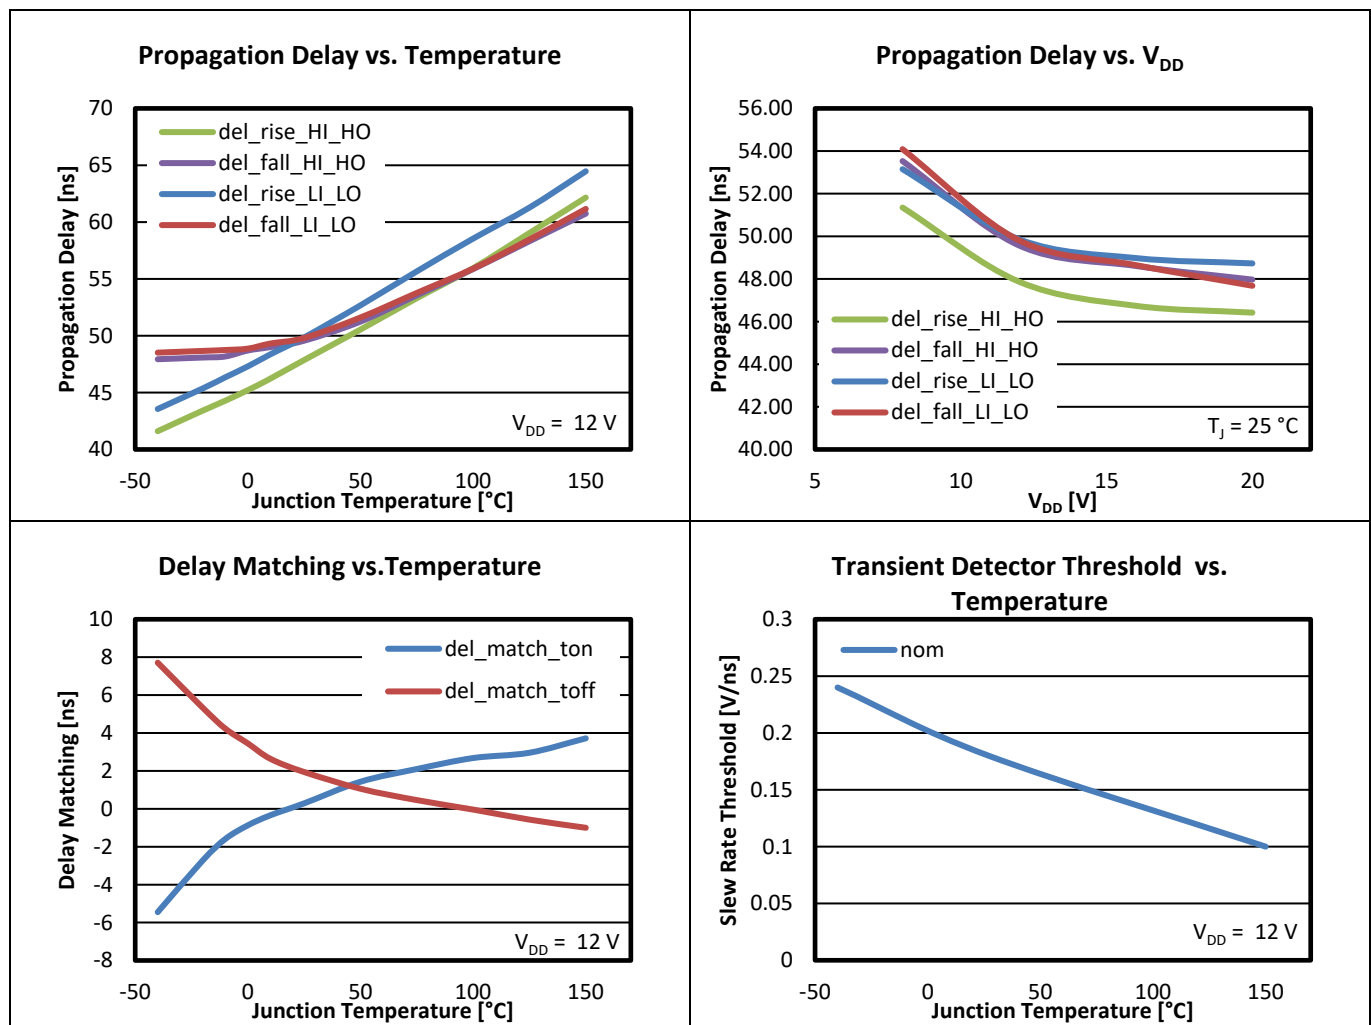 Propagation Delay vs. Temperature
Propagation Delay [ns]
70
65
60
55
50
45
40
del_rise_HI_HO
del_fall_HI_HO
del_rise_LI_LO
del_fall_LI_LO
VDD = 12 V
-50 0 50 100 150
Junction Temperature [°C]
Propagation Delay vs. VDD
Propagation Delay [ns]
56.00
54.00
52.00
50.00
48.00
46.00
44.00
42.00
40.00
del_rise_HI_HO
del_fall_HI_HO
del_rise_LI_LO
del_fall_LI_LO
TJ = 25 °C
5 10 15 20
VDD [V]
Delay Matching vs.Temperature
Delay Matching [ns]
10
8
6
4
2
0
-2
-4
-6
-8
del_match_ton
del_match_toff
VDD = 12 V
-50 0 50 100 150
Junction Temperature [°C]
Transient Detector Threshold vs.
Temperature
Slew Rate Threshold [V/ns]
0.3
0.25
0.2
0.15
0.1
0.05
0
nom
VDD = 12 V
-50 0 50 100 150
Junction Temperature [°C]